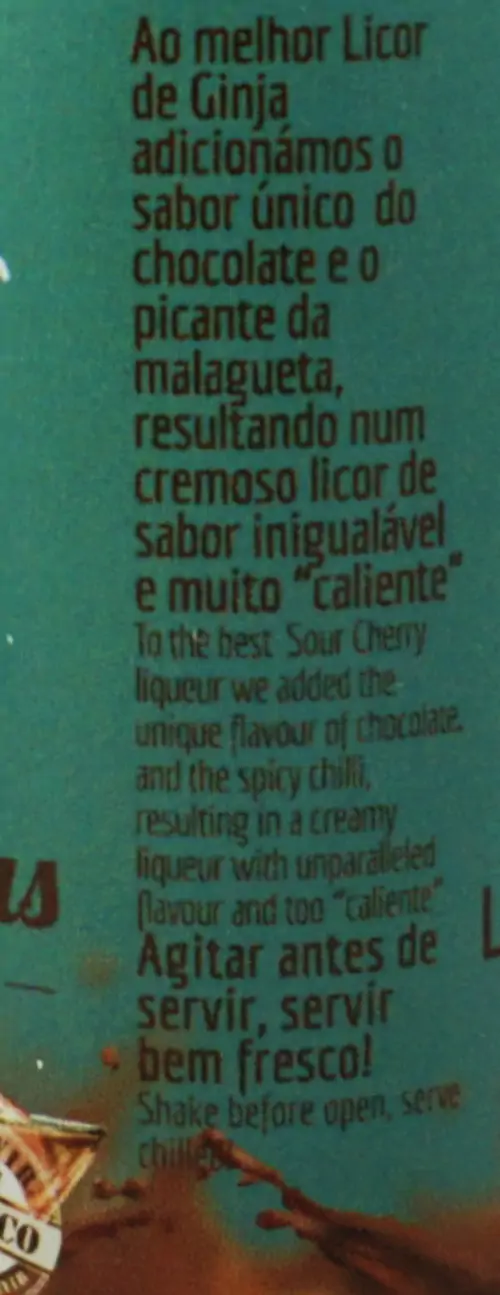 Ao melhor Licor
de Ginja
adicionámos o
sabor único do
chocolate e o
picante da
malagueta,
resultando num
cremoso licor de
sabor inigualável
e muito "caliente"
To the best Sour Cherry
liqueur we added the
unique flavour of chocolate,
and the spicy chilli,
resulting in a creamy
liqueur with unparalleled
flavour and too "caliente"
Agitar antes de
servir, servir
bem fresco!
Shake before open, serve
chilled
us
L
CO